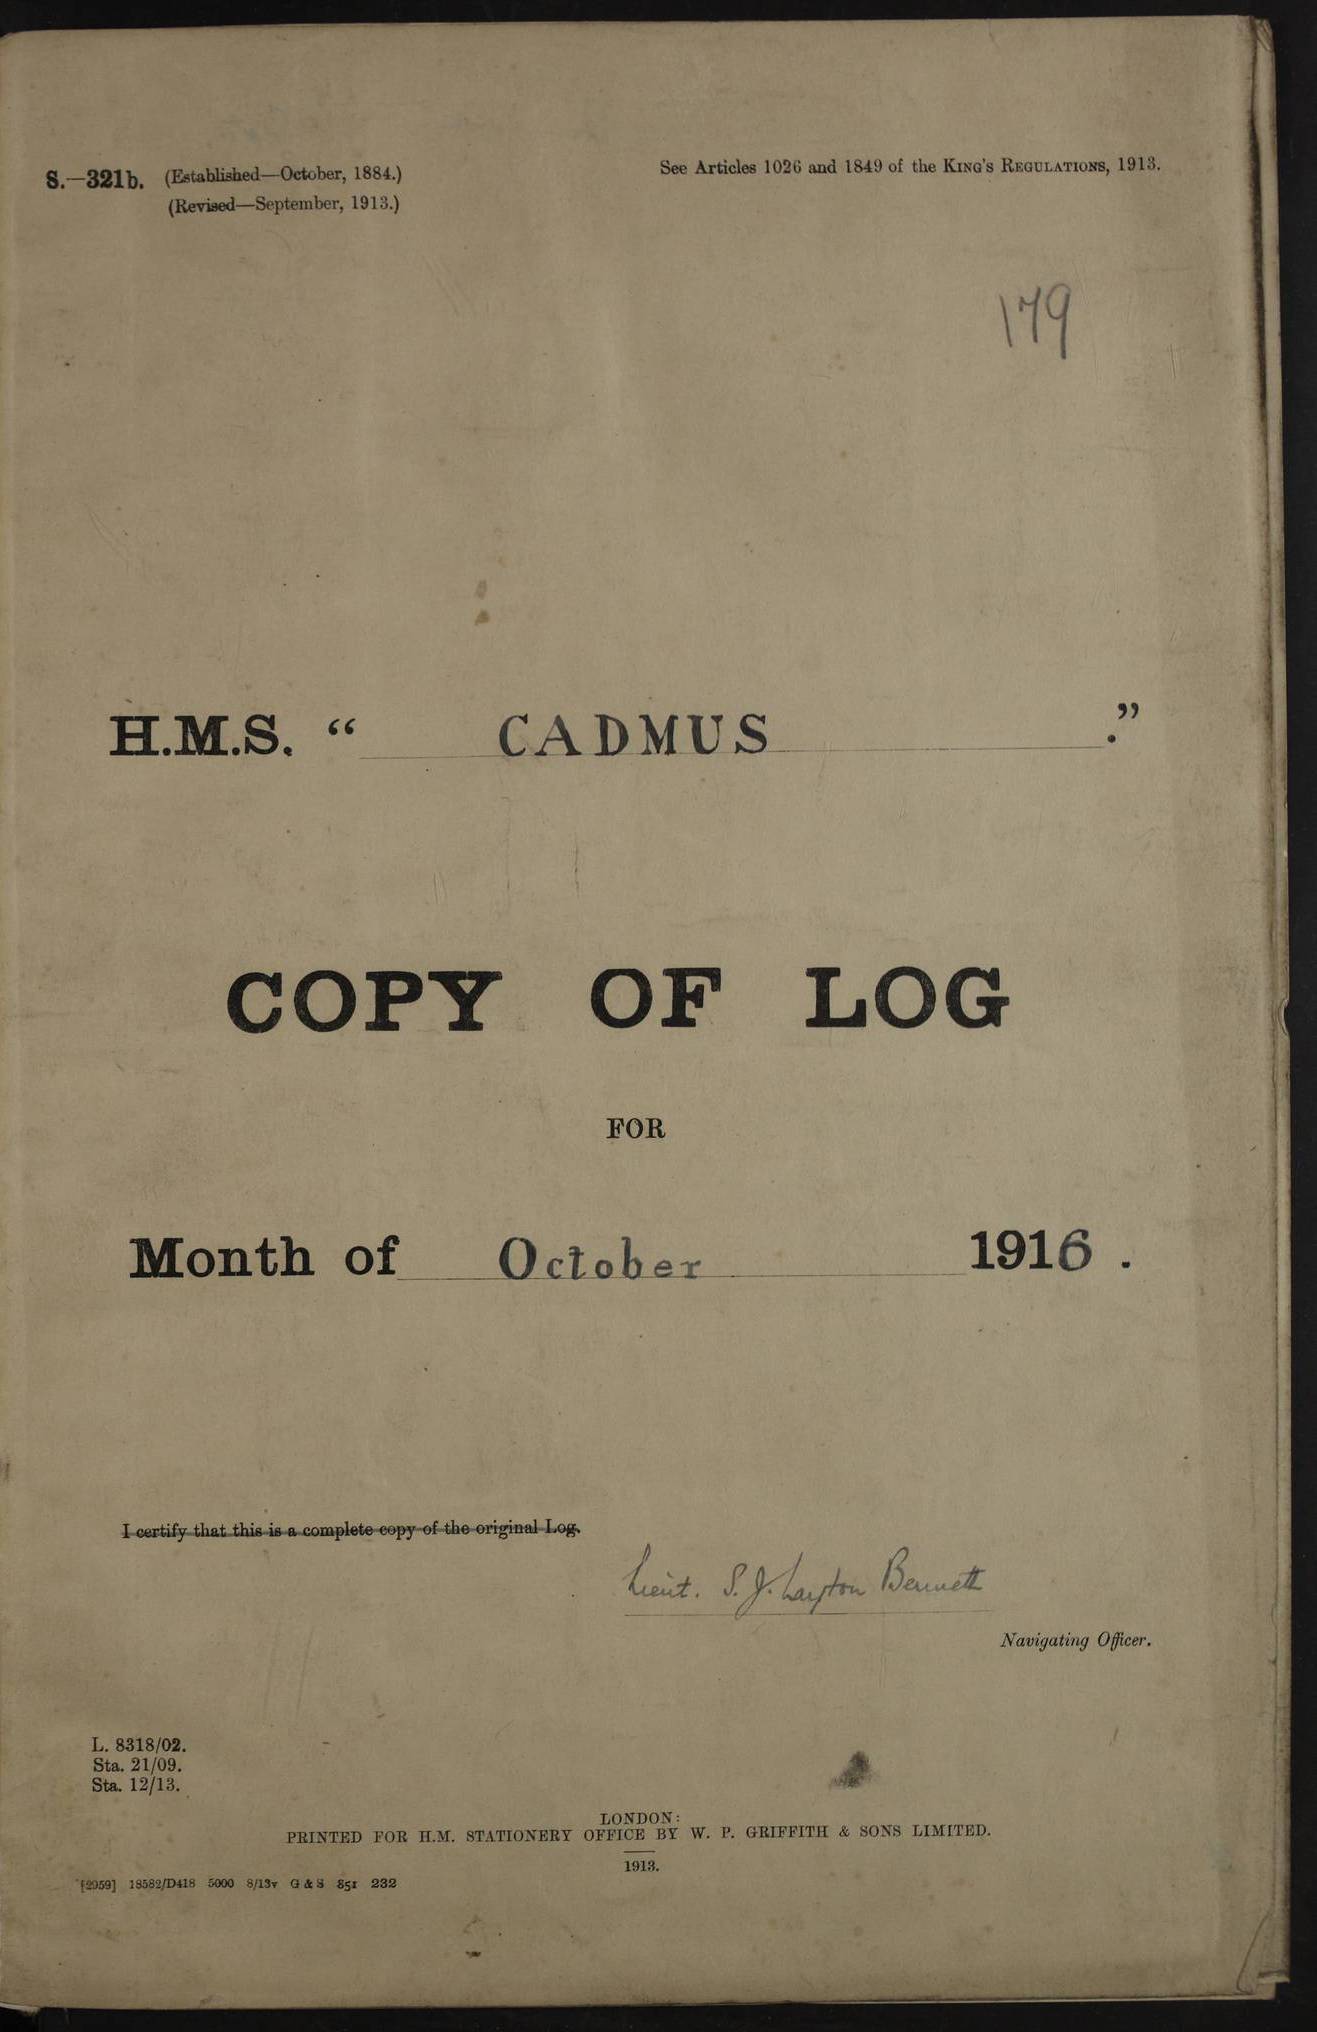 S.—321b. (Established—October, 1884.)
(Revised—September, 1913.)
See Articles 1026 and 1849 of the KING'S REGULATIONS, 1913.
179
H.M.S. “ CADMUS .”
COPY OF LOG
FOR
Month of October 1916 .
I certify that this is a complete copy of the original Log.
Lieut. S. J. Layton Bennett
Navigating Officer.
L. 8318/02.
Sta. 21/09.
Sta. 12/13.
LONDON:
PRINTED FOR H.M. STATIONERY OFFICE BY W. P. GRIFFITH & SONS LIMITED.
1913.
[2959] 18582/D418 5000 8/13v G & S 851 232